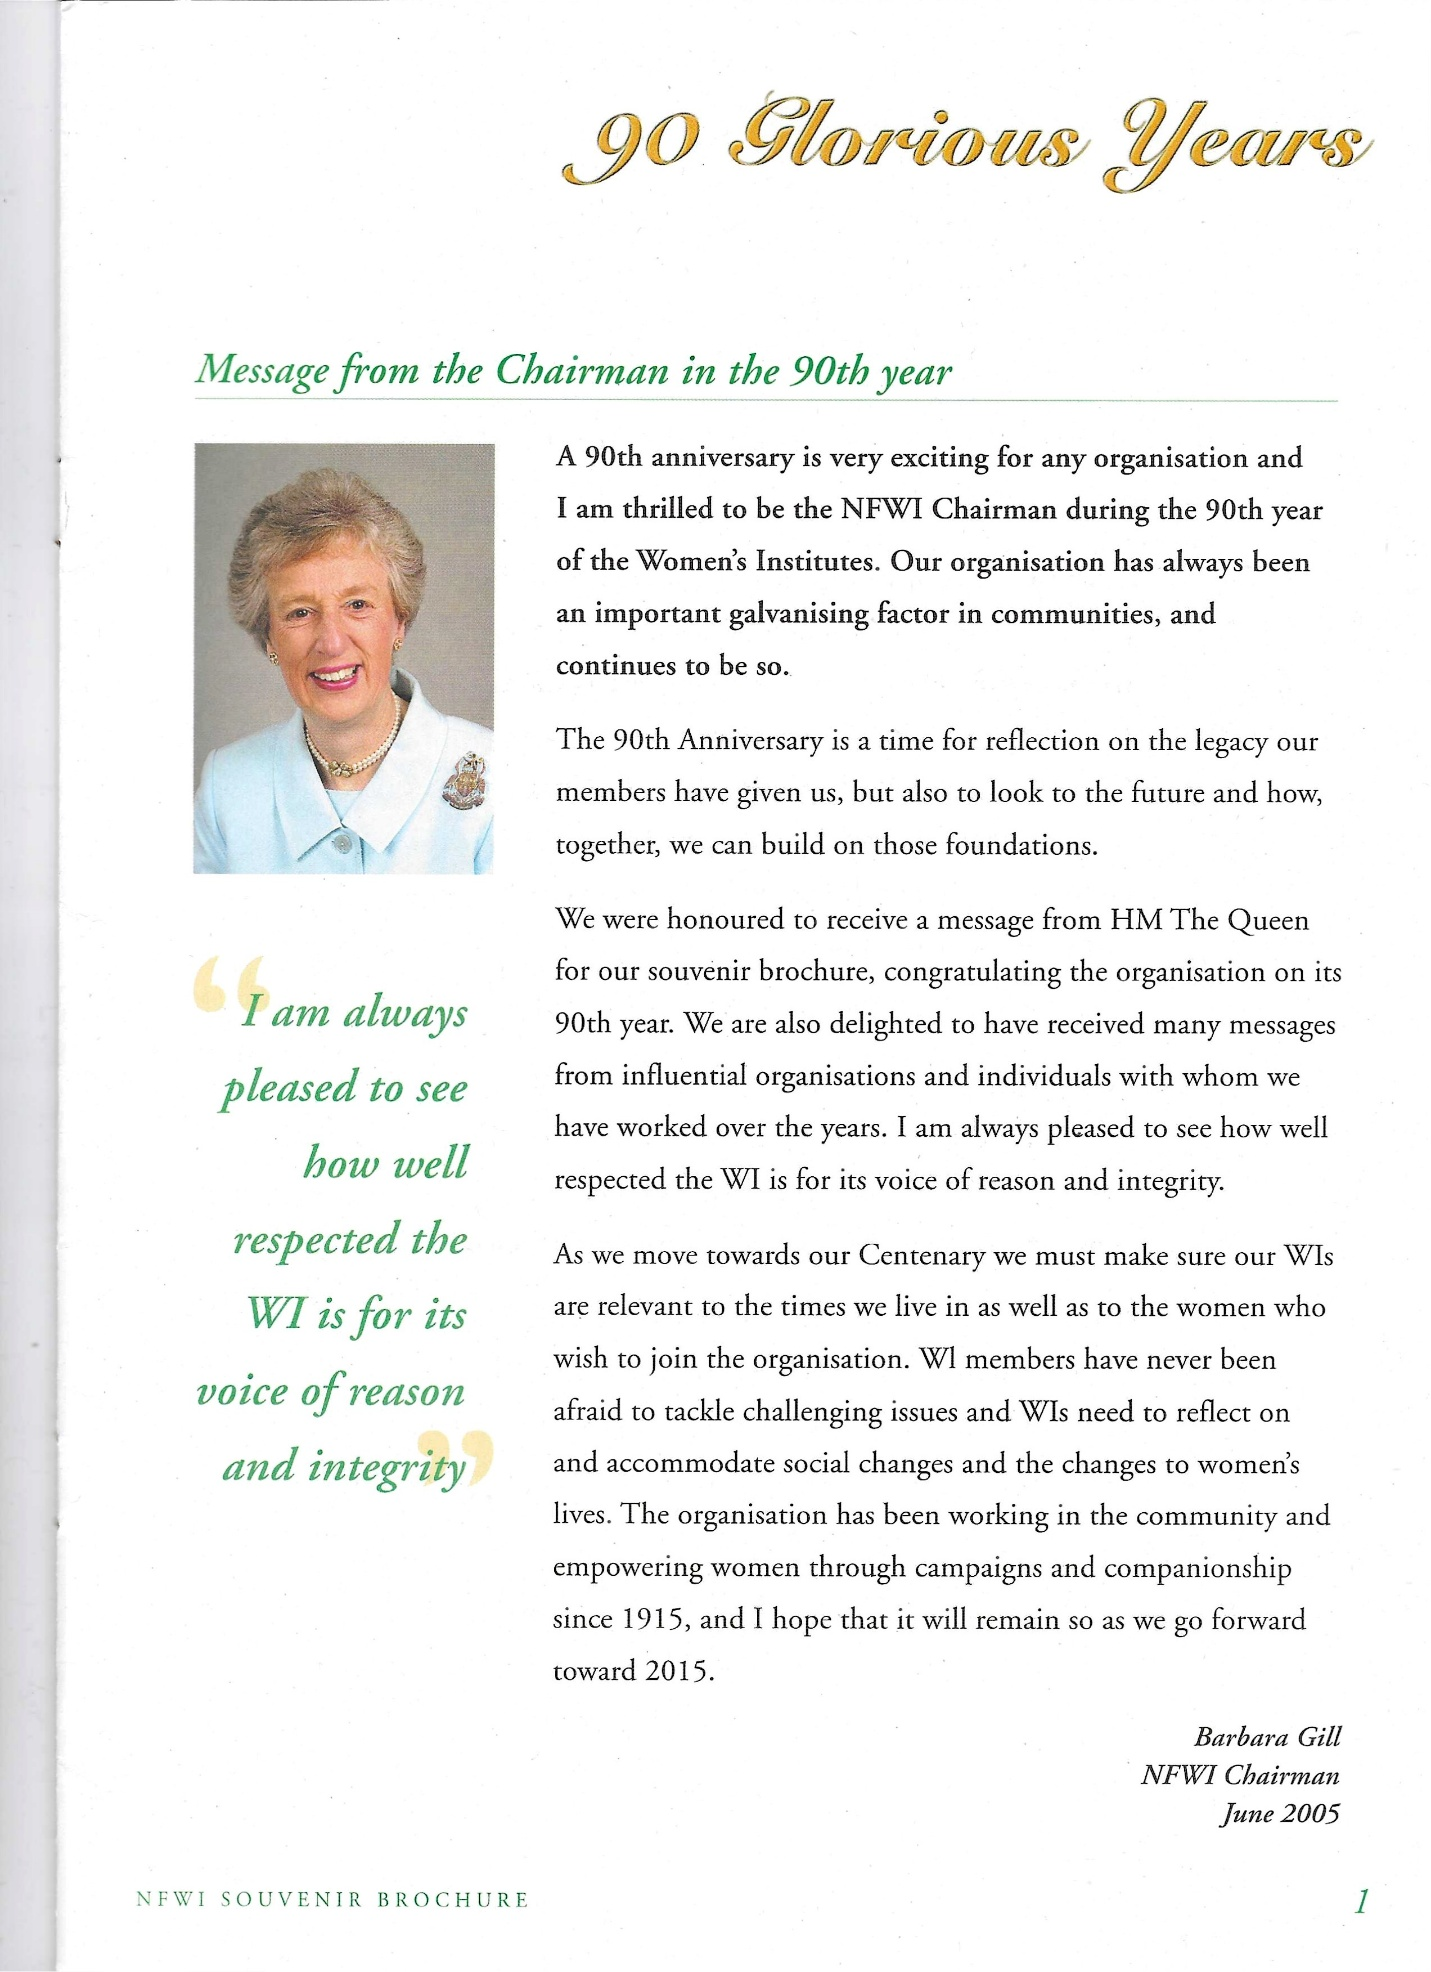 90 Glorious Years
Message from the Chairman in the 90th year
A 90th anniversary is very exciting for any organisation and
I am thrilled to be the NFWI Chairman during the 90th year
of the Women's Institutes. Our organisation has always been
an important galvanising factor in communities, and
continues to be so.
The 90th Anniversary is a time for reflection on the legacy our
members have given us, but also to look to the future and how,
together, we can build on those foundations.
We were honoured to receive a message from HM The Queen
for our souvenir brochure, congratulating the organisation on its
90th year. We are also delighted to have received many messages
from influential organisations and individuals with whom we
have worked over the years. I am always pleased to see how well
respected the WI is for its voice of reason and integrity.
As we move towards our Centenary we must make sure our WIs
are relevant to the times we live in as well as to the women who
wish to join the organisation. Wl members have never been
afraid to tackle challenging issues and WIs need to reflect on
and accommodate social changes and the changes to women's
lives. The organisation has been working in the community and
empowering women through campaigns and companionship
since 1915, and I hope that it will remain so as we go forward
toward 2015.
Barbara Gill
NFWI Chairman
June 2005
“I am always
pleased to see
how well
respected the
WI is for its
voice of reason
and integrity”
NFWI SOUVENIR BROCHURE
1